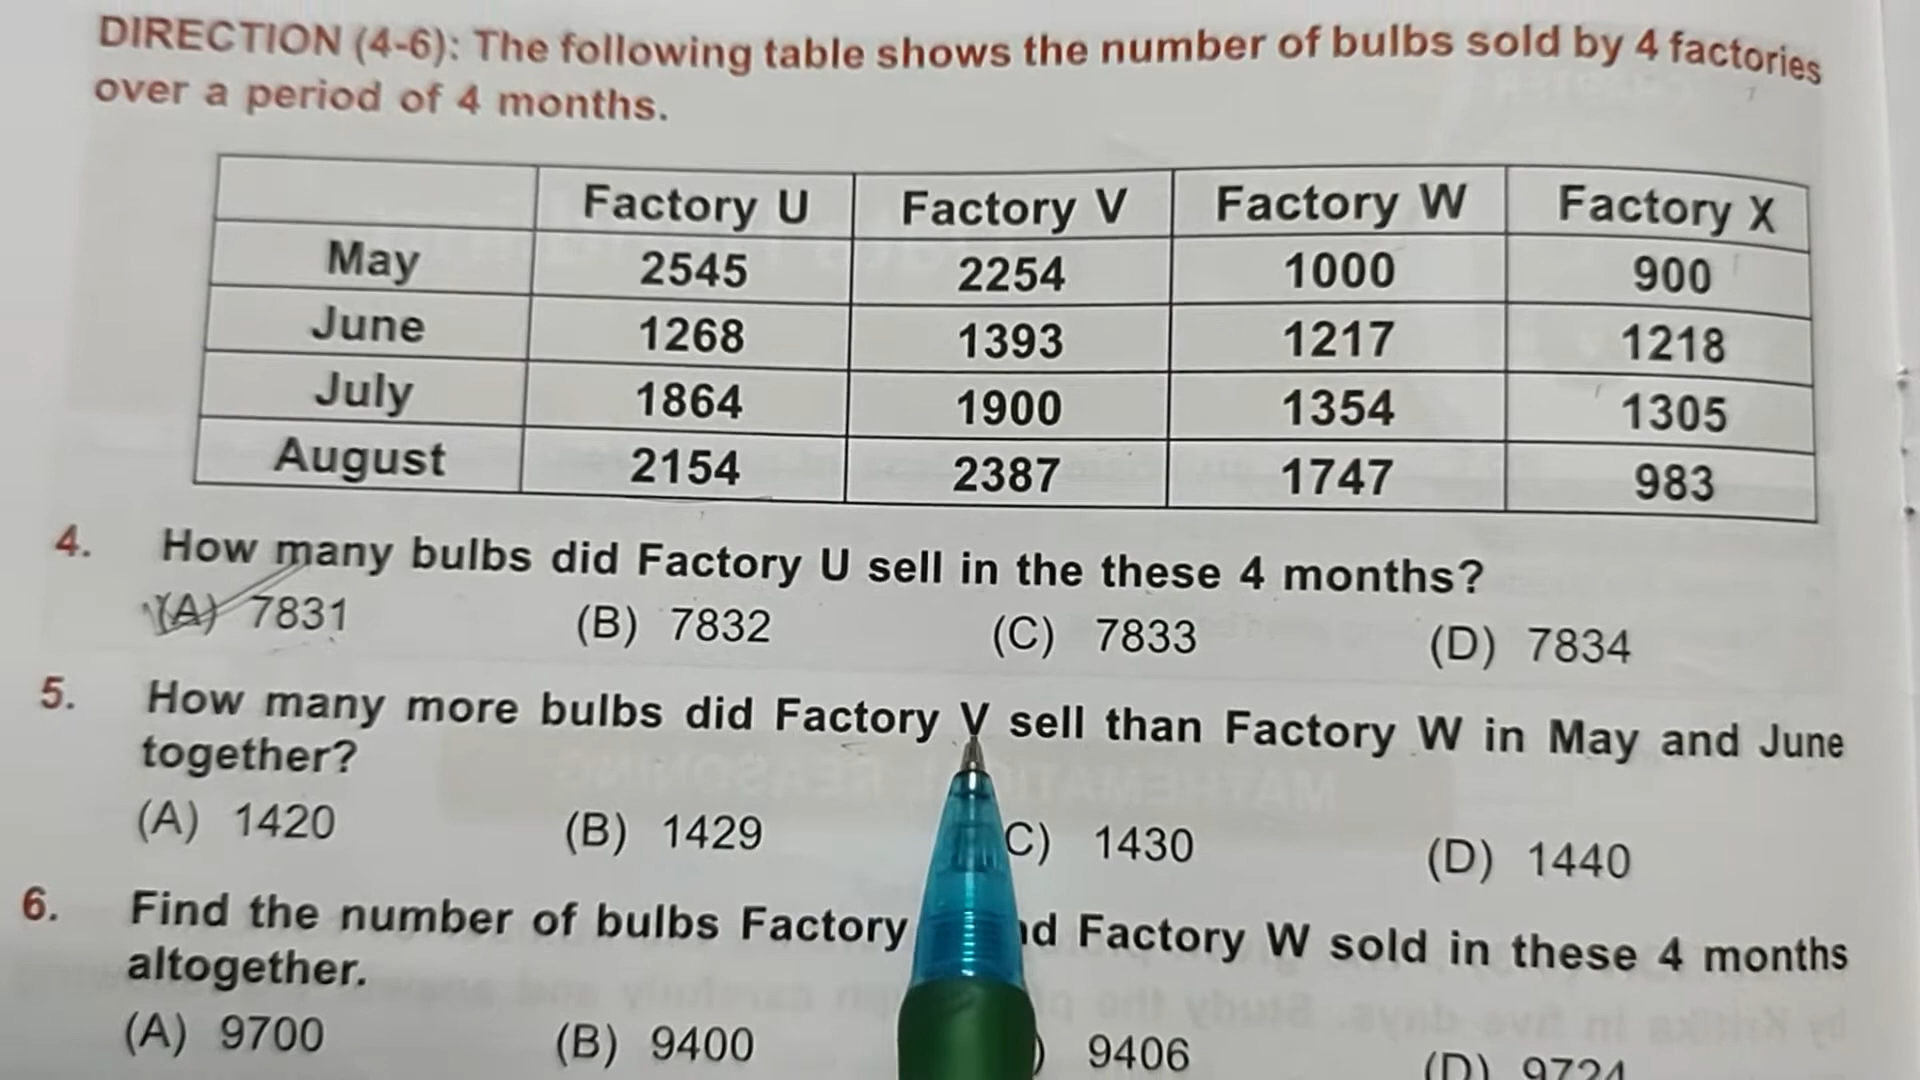 DIRECTION (4-6): The following table shows the number of bulbs sold by 4 factories
over a period of 4 months.
Factory U Factory V Factory W Factory X
May 2545 2254 1000 900
June 1268 1393 1217 1218
July 1864 1900 1354 1305
August 2154 2387 1747 983
4. How many bulbs did Factory U sell in the these 4 months?
(A) 7831 (B) 7832 (C) 7833 (D) 7834
5. How many more bulbs did Factory V sell than Factory W in May and June
together?
(A) 1420 (B) 1429 C) 1430 (D) 1440
6. Find the number of bulbs Factory Factory W sold in these 4 months
altogether.
(A) 9700 (B) 9400 ) 9406 (D) 9724